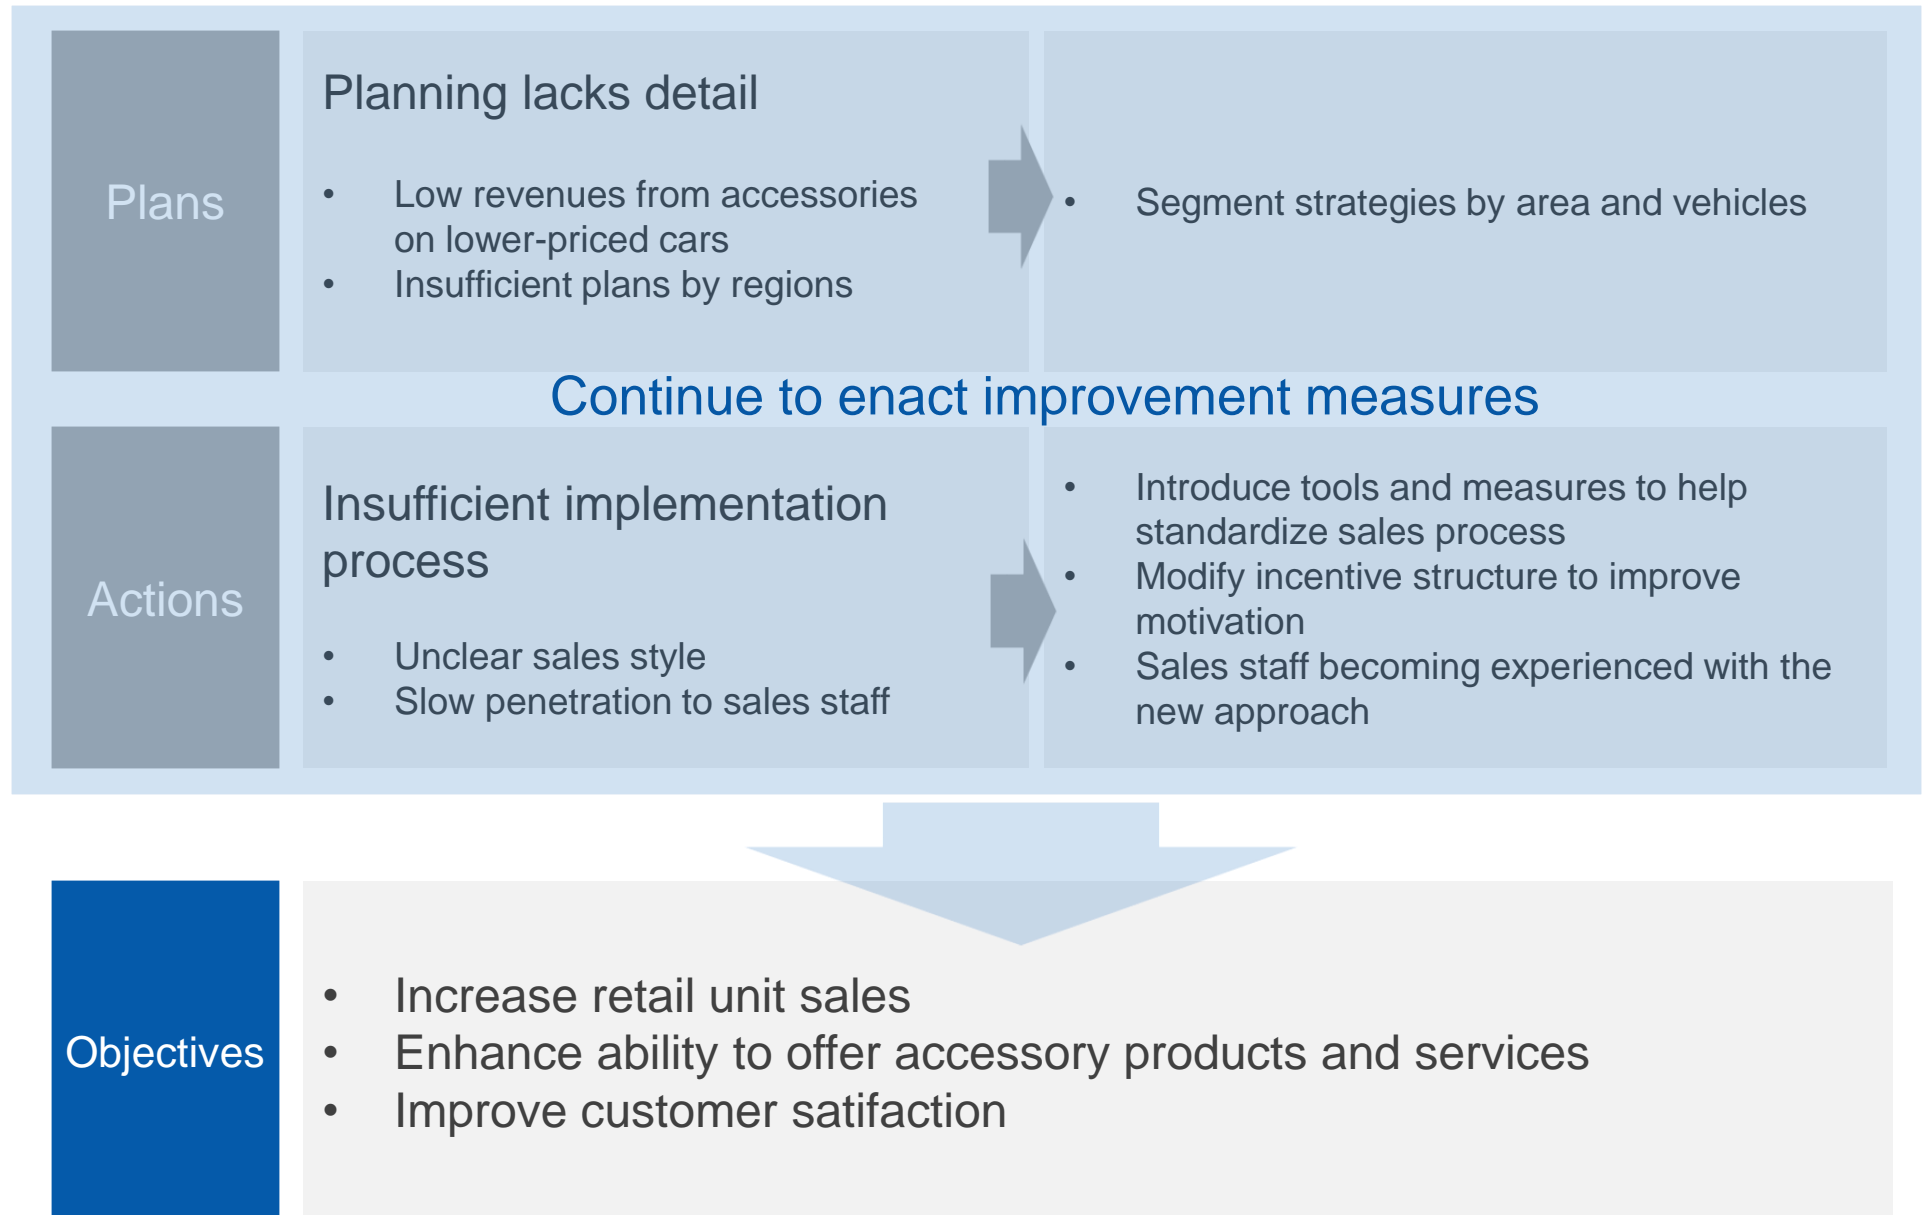 Plans
Planning lacks detail
• Low revenues from accessories
on lower-priced cars
• Insufficient plans by regions
• Segment strategies by area and vehicles
Continue to enact improvement measures
Actions
Insufficient implementation
process
• Unclear sales style
• Slow penetration to sales staff
• Introduce tools and measures to help
standardize sales process
• Modify incentive structure to improve
motivation
• Sales staff becoming experienced with the
new approach
Objectives
• Increase retail unit sales
• Enhance ability to offer accessory products and services
• Improve customer satifaction